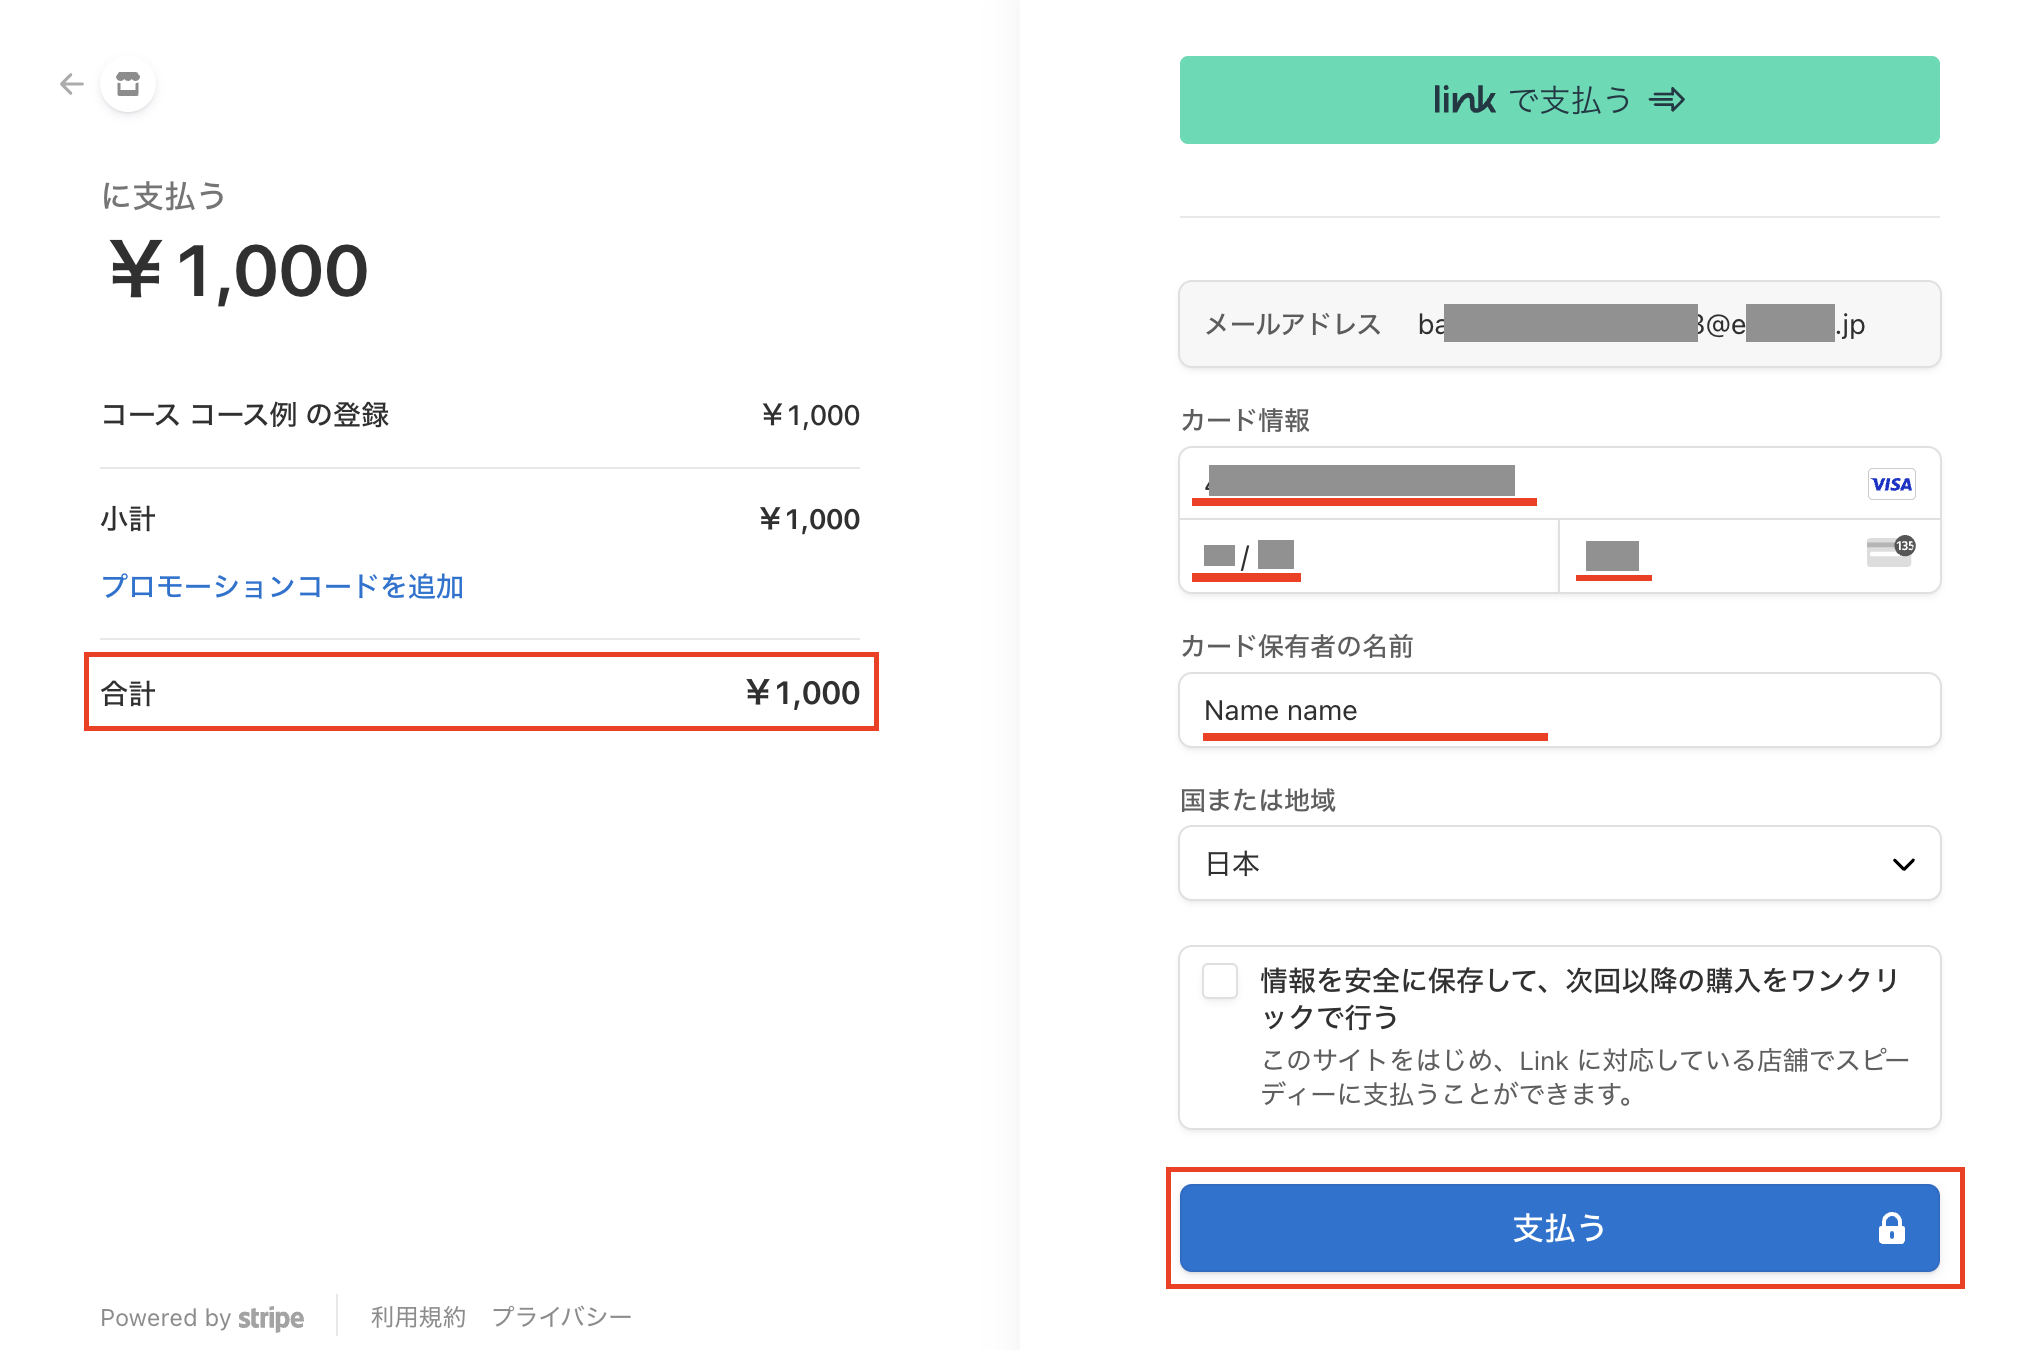 に支払う
￥1,000
コース コース例 の登録 ￥1,000
小計 ￥1,000
プロモーションコードを追加
合計 ￥1,000
Powered by stripe 利用規約 プライバシー
link で支払う
メールアドレス ba 3@e .jp
カード情報
VISA
/
135
カード保有者の名前
Name name
国または地域
日本
情報を安全に保存して、次回以降の購入をワンクリ
ックで行う
このサイトをはじめ、Link に対応している店舗でスピー
ディーに支払うことができます。
支払う